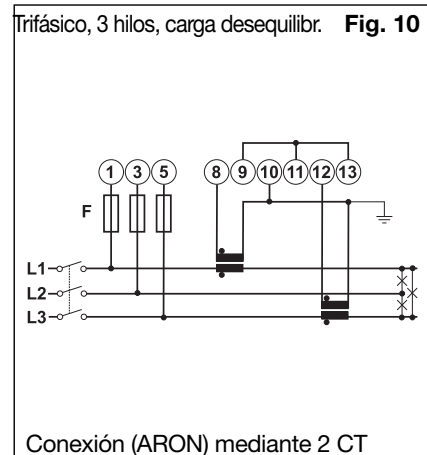 Trifásico, 3 hilos, carga desequilibr. Fig. 10
1 3 5 8 9 10 11 12 13
F
L1
L2
L3
Conexión (ARON) mediante 2 CT